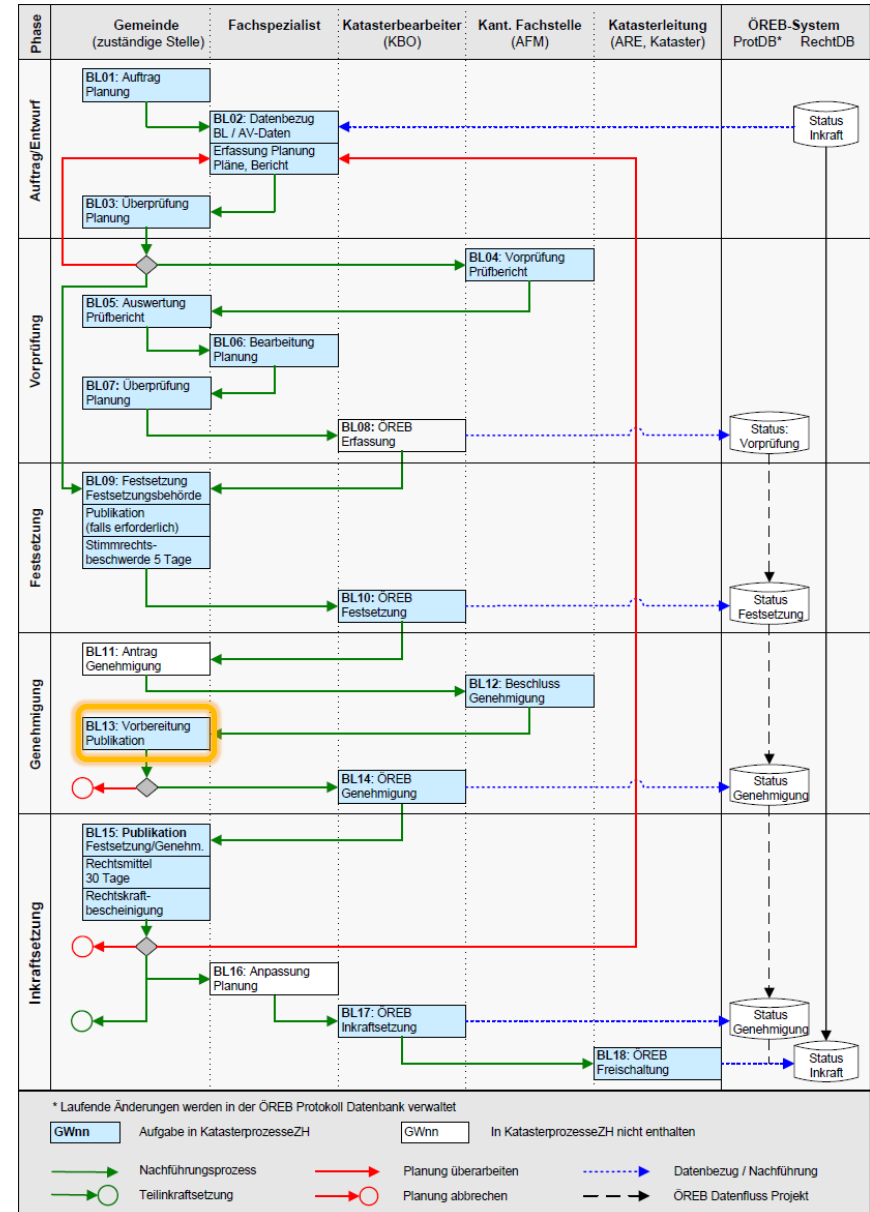 Phase
Gemeinde
(zuständige Stelle)
Fachspezialist
Katasterbearbeiter
(KBO)
Kant. Fachstelle
(AFM)
Katasterleitung
(ARE, Kataster)
ÖREB-System
ProtDB* RechtDB
Auftrag/Entwurf
BL01: Auftrag
Planung
BL02: Datenbezug
BL / AV-Daten
Erfassung Planung
Pläne, Bericht
Status
Inkraft
BL03: Überprüfung
Planung
Vorprüfung
BL04: Vorprüfung
Prüfbericht
BL05: Auswertung
Prüfbericht
BL06: Bearbeitung
Planung
BL07: Überprüfung
Planung
BL08: ÖREB
Erfassung
Status:
Vorprüfung
Festsetzung
BL09: Festsetzung
Festsetzungsbehörde
Publikation
(falls erforderlich)
Stimmrechts-
beschwerde 5 Tage
BL10: ÖREB
Festsetzung
Status
Festsetzung
Genehmigung
BL11: Antrag
Genehmigung
BL12: Beschluss
Genehmigung
BL13: Vorbereitung
Publikation
BL14: ÖREB
Genehmigung
Status
Genehmigung
Inkraftsetzung
BL15: Publikation
Festsetzung/Genehm.
Rechtsmittel
30 Tage
Rechtskraft-
bescheinigung
BL16: Anpassung
Planung
BL17: ÖREB
Inkraftsetzung
Status
Genehmigung
BL18: ÖREB
Freischaltung
Status
Inkraft
* Laufende Änderungen werden in der ÖREB Protokoll Datenbank verwaltet
GWnn Aufgabe in KatasterprozesseZH GWnn In KatasterprozesseZH nicht enthalten
Nachführungsprozess Planung überarbeiten Datenbezug / Nachführung
Teilinkraftsetzung Planung abbrechen ÖREB Datenfluss Projekt